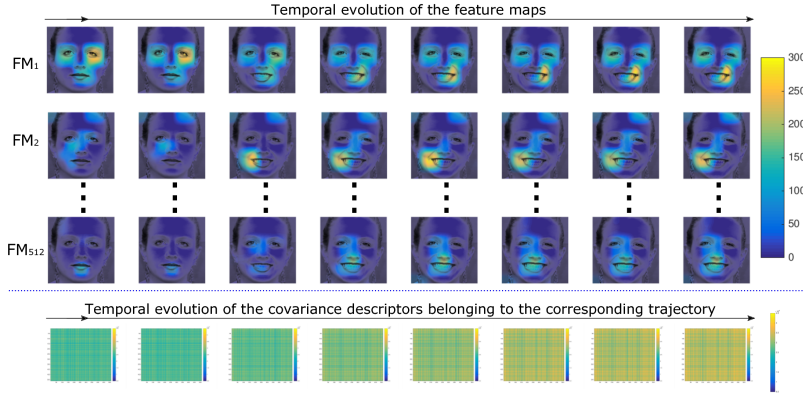 Temporal evolution of the feature maps
FM1
FM2
FM512
300
250
200
150
100
50
0
Temporal evolution of the covariance descriptors belonging to the corresponding trajectory